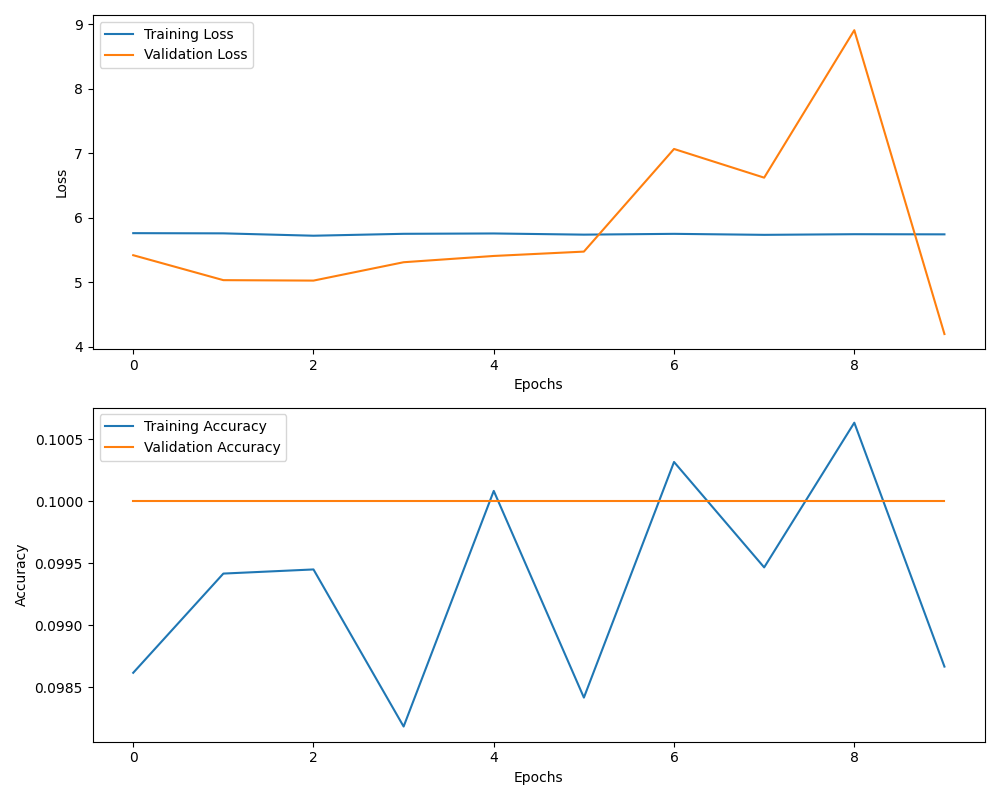 Training Loss
Validation Loss
9
8
7
6
5
4
Loss
0 2 4 6 8
Epochs
Training Accuracy
Validation Accuracy
0.1005
0.1000
0.0995
0.0990
0.0985
Accuracy
0 2 4 6 8
Epochs